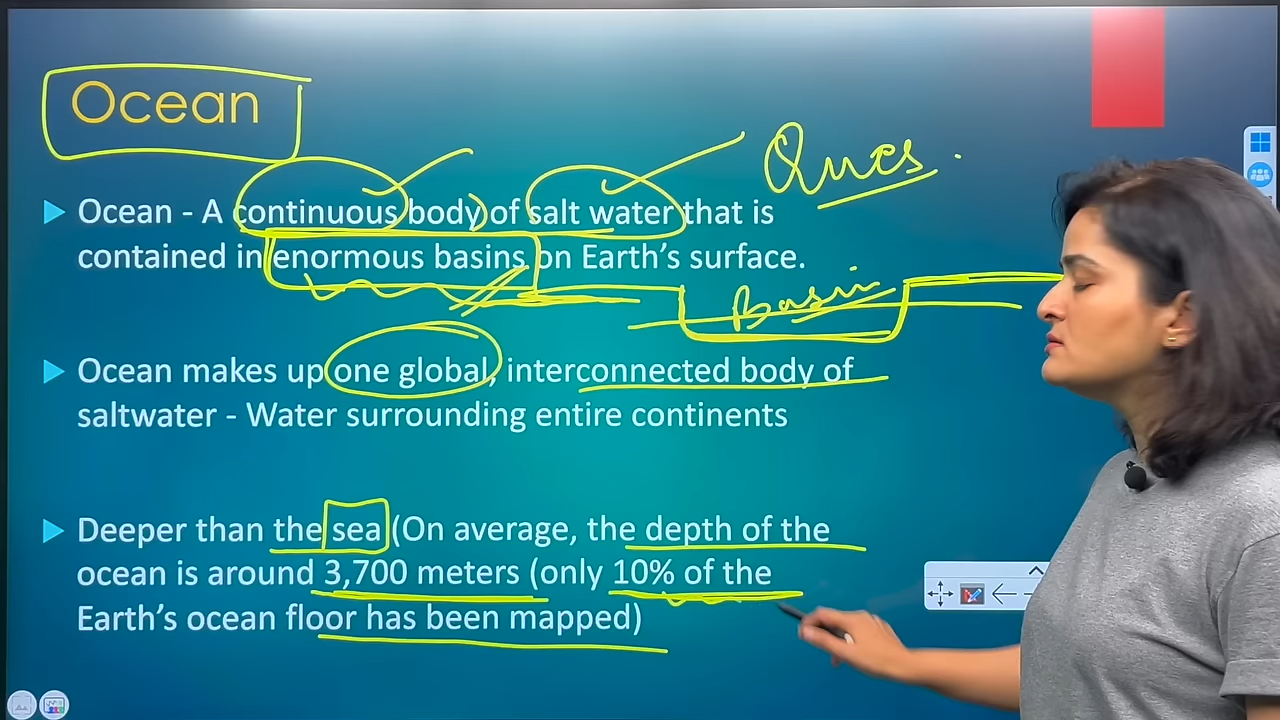 Ocean
Ques.
Ocean - A continuous body of salt water that is
contained in enormous basins on Earth's surface.
Basin
Ocean makes up one global, interconnected body of
saltwater - Water surrounding entire continents
Deeper than the sea (On average, the depth of the
ocean is around 3,700 meters (only 10% of the
Earth's ocean floor has been mapped)